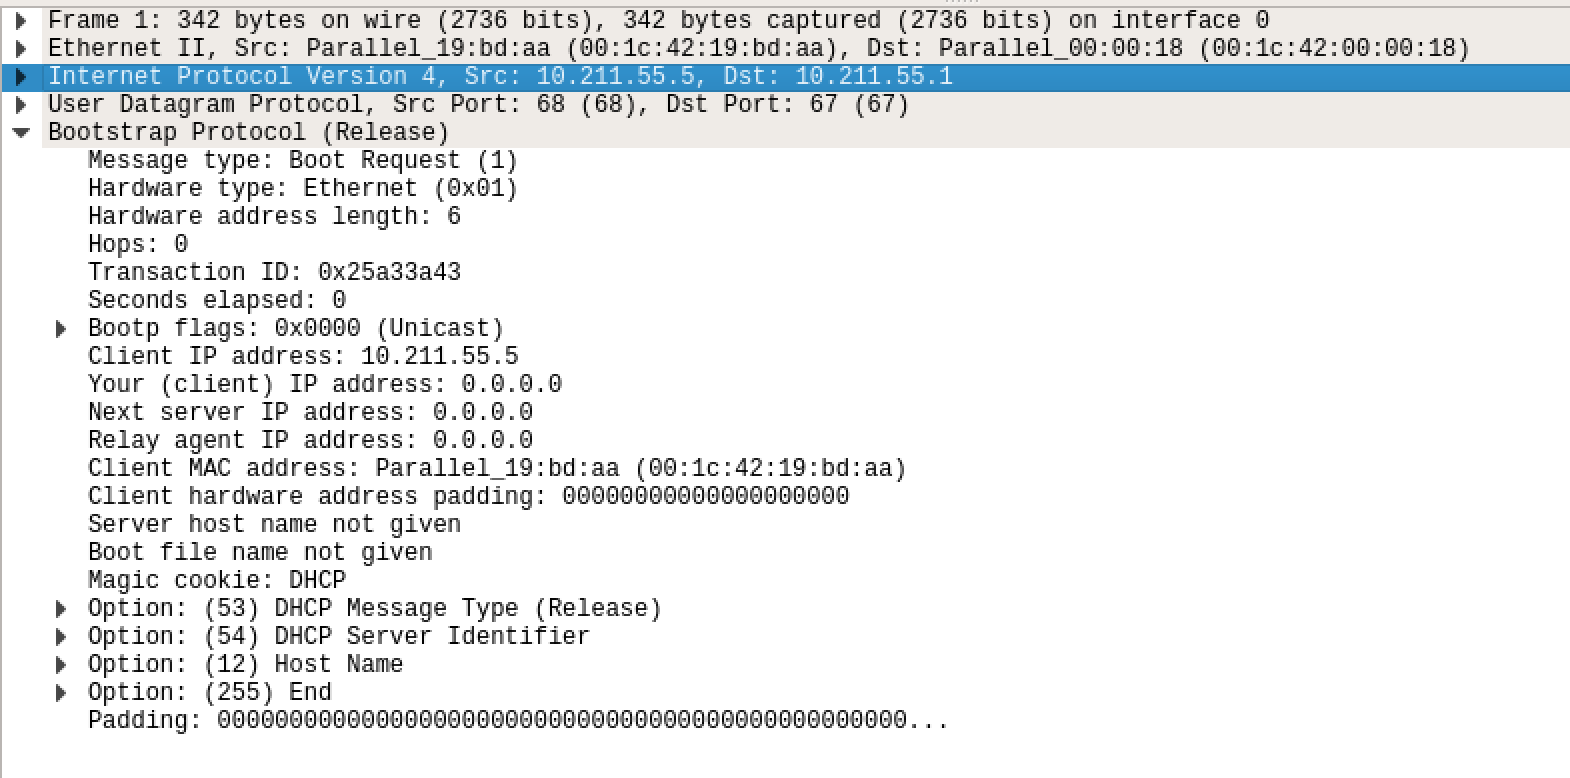 Frame 1: 342 bytes on wire (2736 bits), 342 bytes captured (2736 bits) on interface 0
Ethernet II, Src: Parallel_19:bd:aa (00:1c:42:19:bd:aa), Dst: Parallel_00:00:18 (00:1c:42:00:00:18)
Internet Protocol Version 4, Src: 10.211.55.5, Dst: 10.211.55.1
User Datagram Protocol, Src Port: 68 (68), Dst Port: 67 (67)
Bootstrap Protocol (Release)
Message type: Boot Request (1)
Hardware type: Ethernet (0x01)
Hardware address length: 6
Hops: 0
Transaction ID: 0x25a33a43
Seconds elapsed: 0
Bootp flags: 0x0000 (Unicast)
Client IP address: 10.211.55.5
Your (client) IP address: 0.0.0.0
Next server IP address: 0.0.0.0
Relay agent IP address: 0.0.0.0
Client MAC address: Parallel_19:bd:aa (00:1c:42:19:bd:aa)
Client hardware address padding: 00000000000000000000
Server host name not given
Boot file name not given
Magic cookie: DHCP
Option: (53) DHCP Message Type (Release)
Option: (54) DHCP Server Identifier
Option: (12) Host Name
Option: (255) End
Padding: 000000000000000000000000000000000000000000000000...